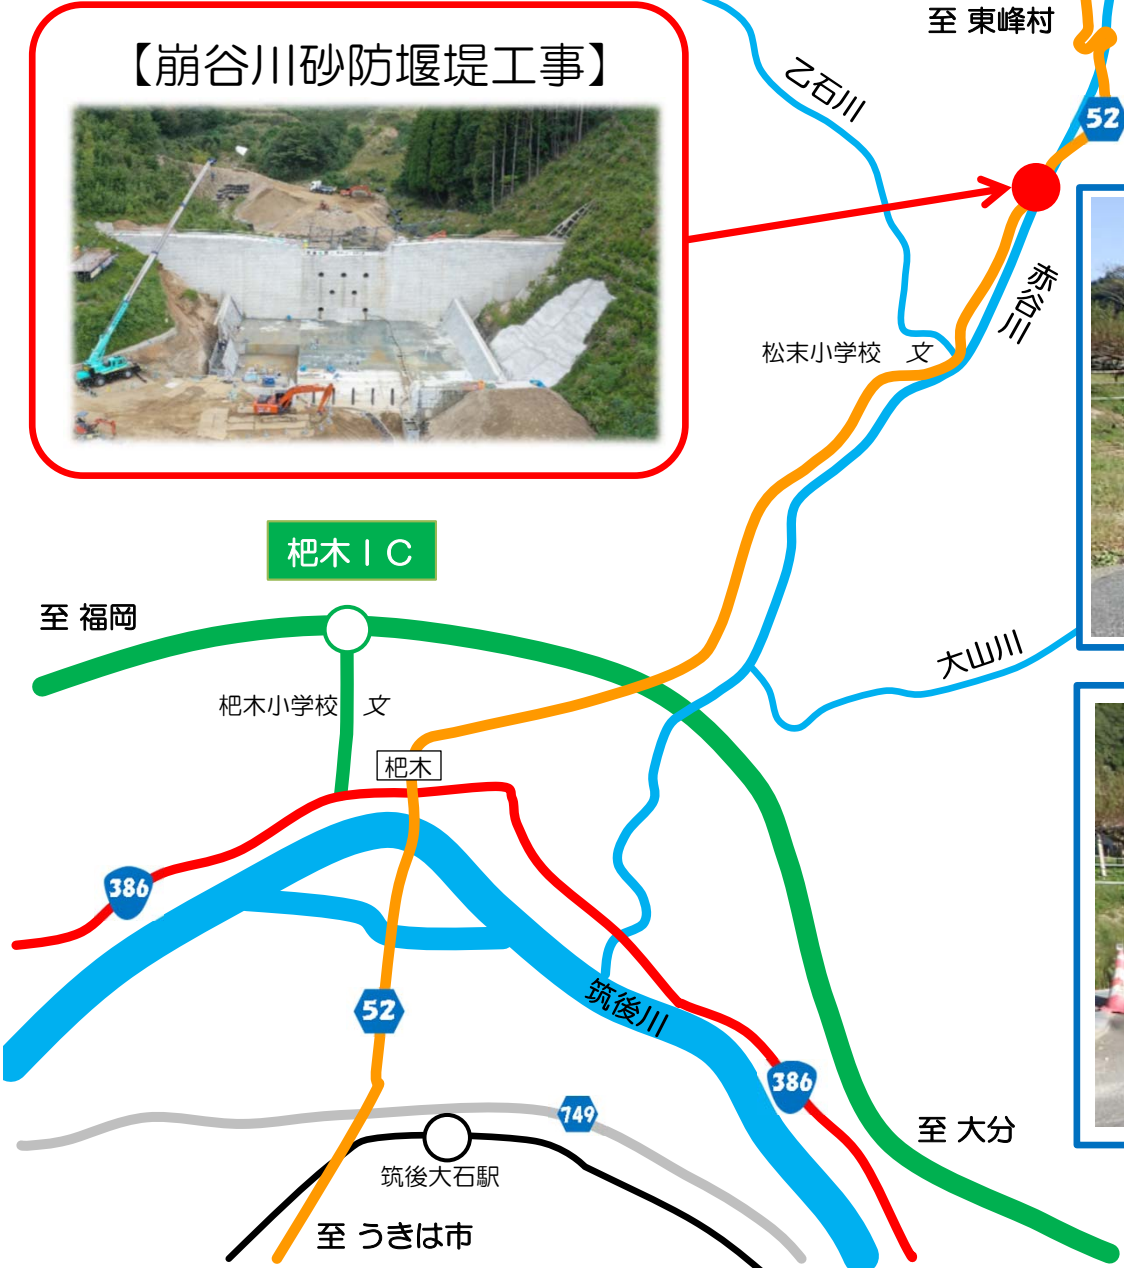 至 東峰村
【崩谷川砂防堰堤工事】
乙石川
52
赤谷川
松末小学校 文
杷木ＩＣ
至 福岡
大山川
杷木小学校 文
杷木
386
筑後川
52
386
749
至 大分
筑後大石駅
至 うきは市